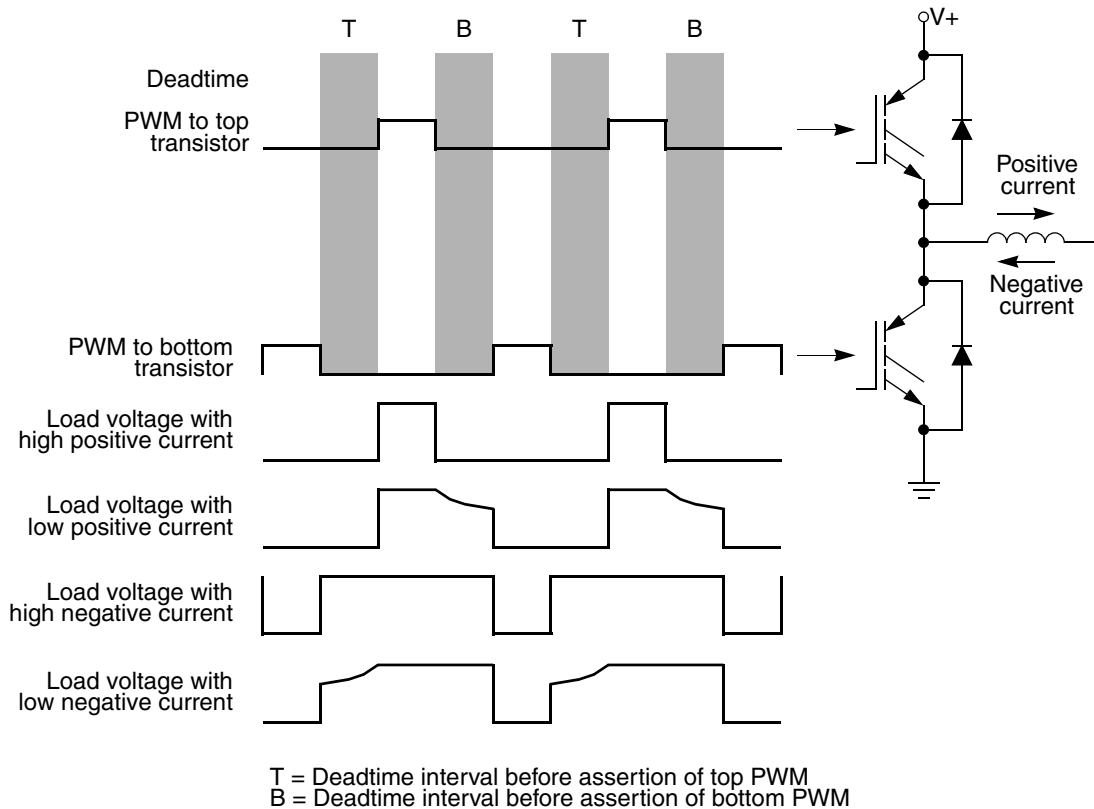 T B T B
V+
Deadtime
PWM to top
transistor
Positive
current
Negative
current
PWM to bottom
transistor
Load voltage with
high positive current
Load voltage with
low positive current
Load voltage with
high negative current
Load voltage with
low negative current
T = Deadtime interval before assertion of top PWM
B = Deadtime interval before assertion of bottom PWM